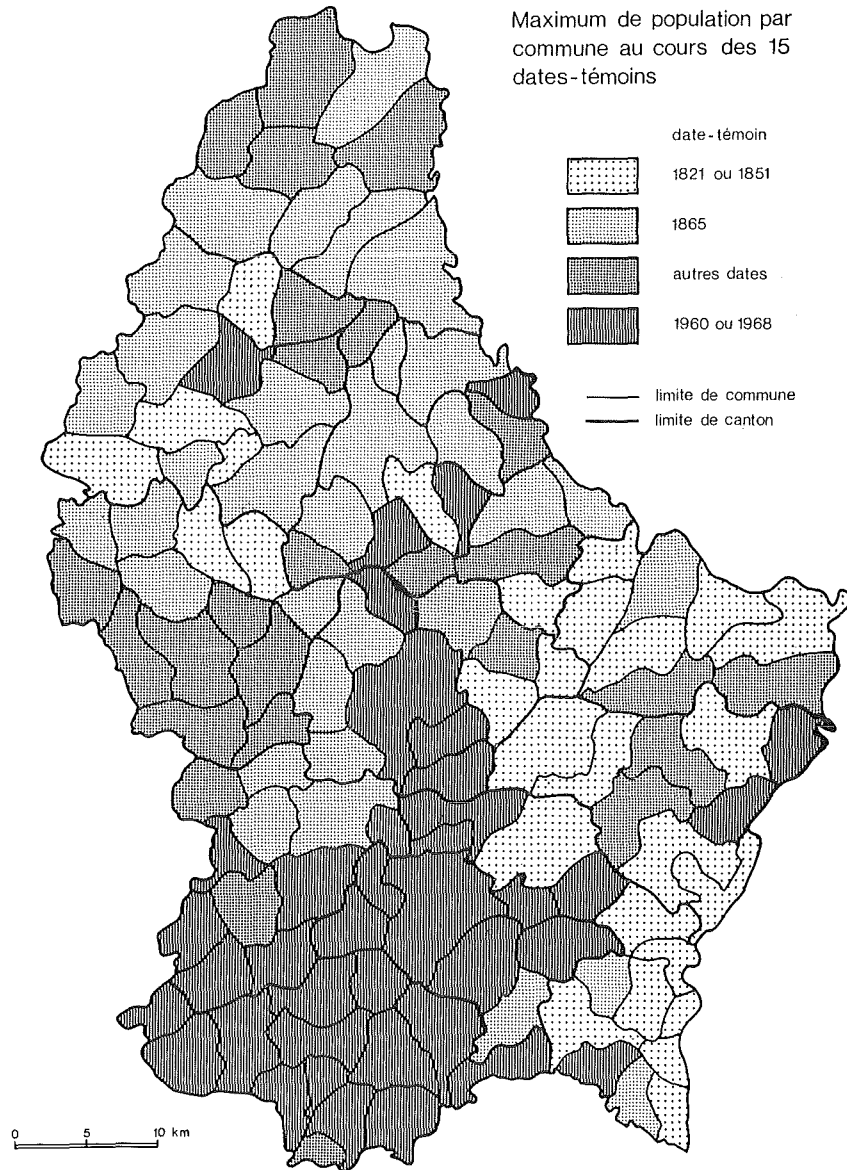 Maximum de population par
commune au cours des 15
dates-témoins
date-témoin
1821 ou 1851
1865
autres dates
1960 ou 1968
limite de commune
limite de canton
0 5 10 km